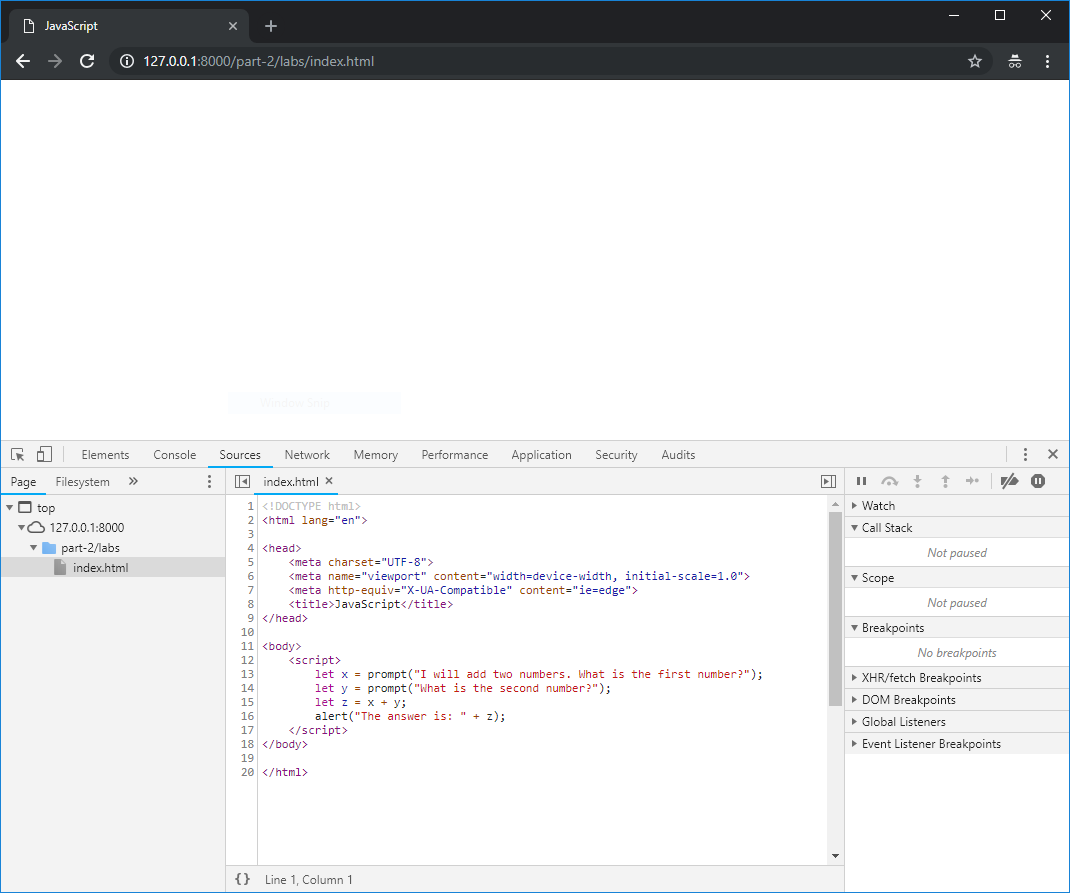 JavaScript
127.0.0.1:8000/part-2/labs/index.html
Window Snip
Elements Console Sources Network Memory Performance Application Security Audits
Page Filesystem »
index.html
top
127.0.0.1:8000
part-2/labs
index.html
1 <!DOCTYPE html>
2 <html lang="en">
3
4 <head>
5 <meta charset="UTF-8">
6 <meta name="viewport" content="width=device-width, initial-scale=1.0">
7 <meta http-equiv="X-UA-Compatible" content="ie=edge">
8 <title>JavaScript</title>
9 </head>
10
11 <body>
12 <script>
13 let x = prompt("I will add two numbers. What is the first number?");
14 let y = prompt("What is the second number?");
15 let z = x + y;
16 alert("The answer is: " + z);
17 </script>
18 </body>
19
20 </html>
{} Line 1, Column 1
Watch
Call Stack
Not paused
Scope
Not paused
Breakpoints
No breakpoints
XHR/fetch Breakpoints
DOM Breakpoints
Global Listeners
Event Listener Breakpoints